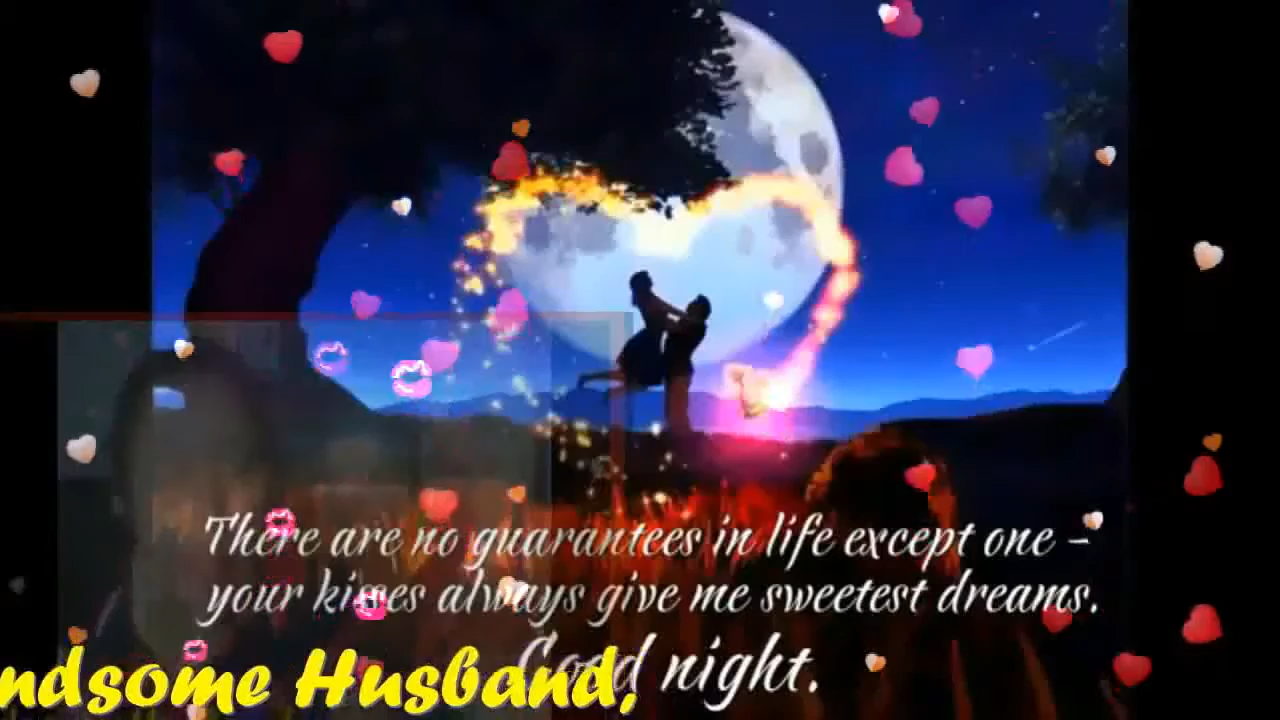 There are no guarantees in life except one –
your kisses always give me sweetest dreams.
Good night.
ndsome Husband,